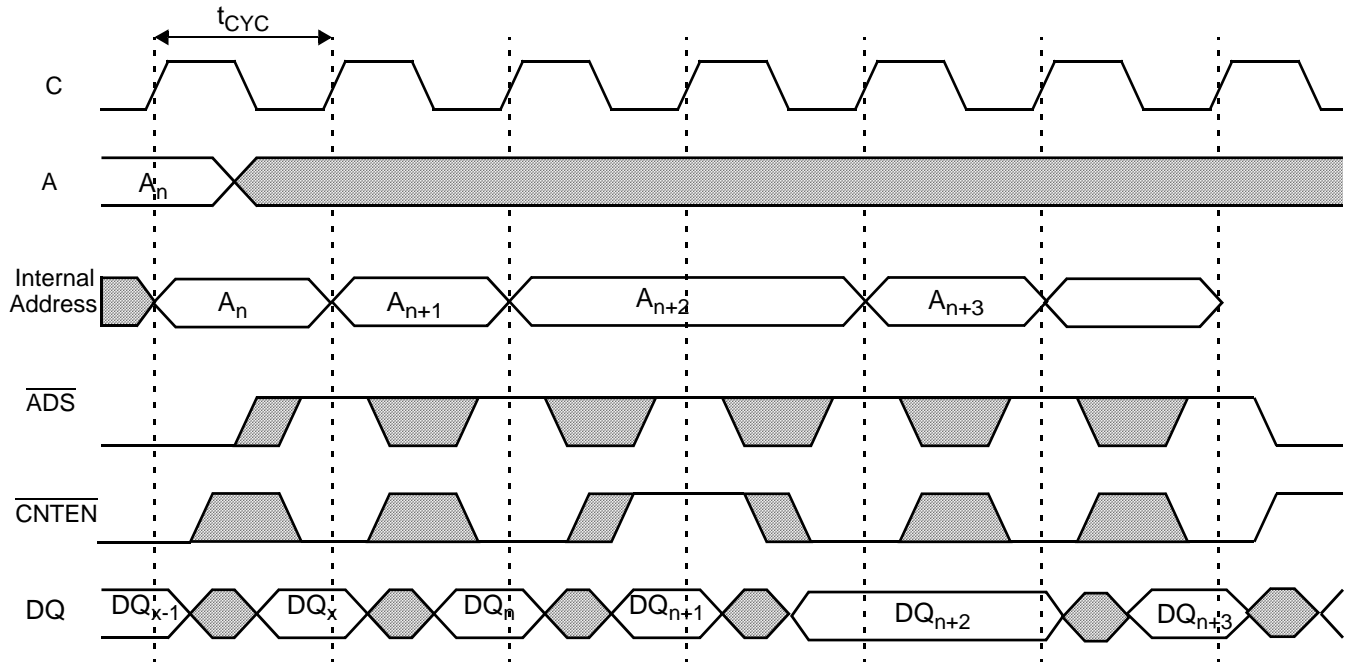 tCYC
C
A
An
Internal
Address
An
An+1
An+2
An+3
ADS
CNTEN
DQ
DQx-1
DQx
DQn
DQn+1
DQn+2
DQn+3